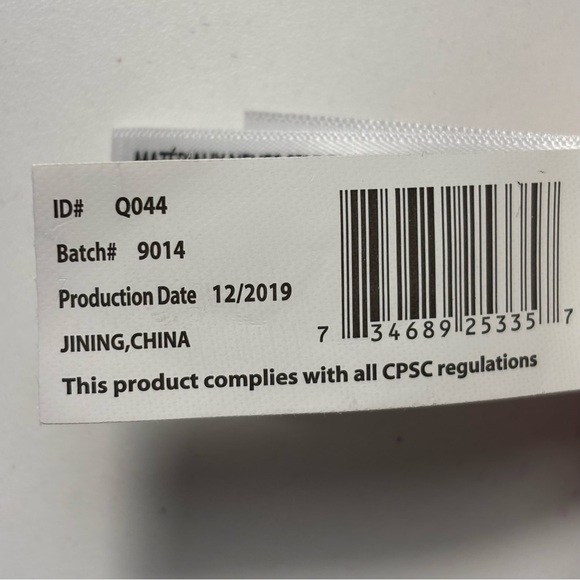 ID# Q044
Batch# 9014
Production Date 12/2019
JINING,CHINA
7 34689 25335 7
This product complies with all CPSC regulations